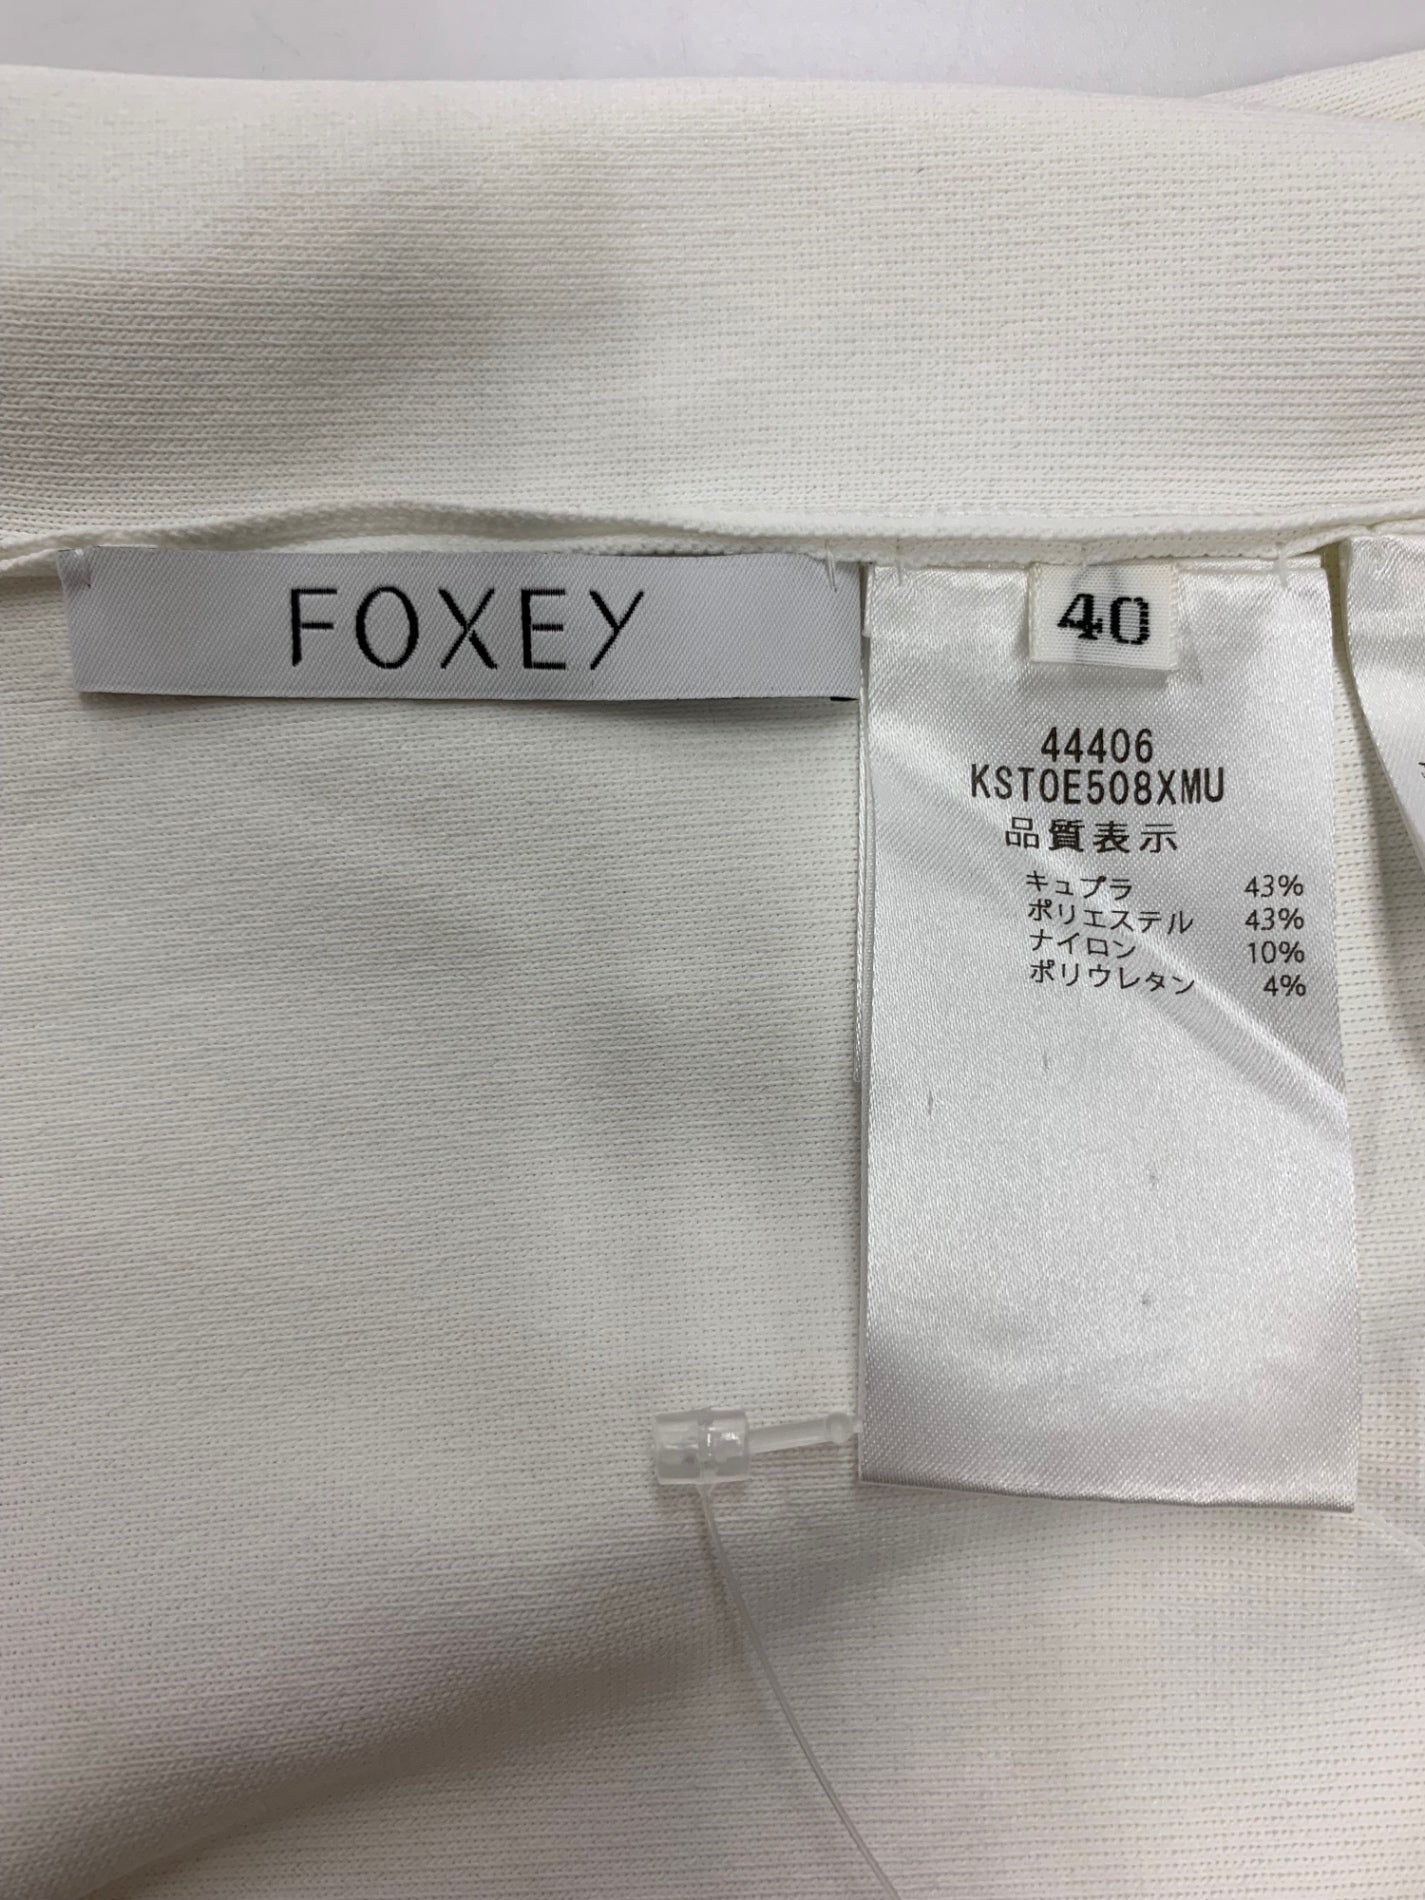 FOXEY
40
44406
KST0E508XMU
品質表示
キュプラ 43%
ポリエステル 43%
ナイロン 10%
ポリウレタン 4%